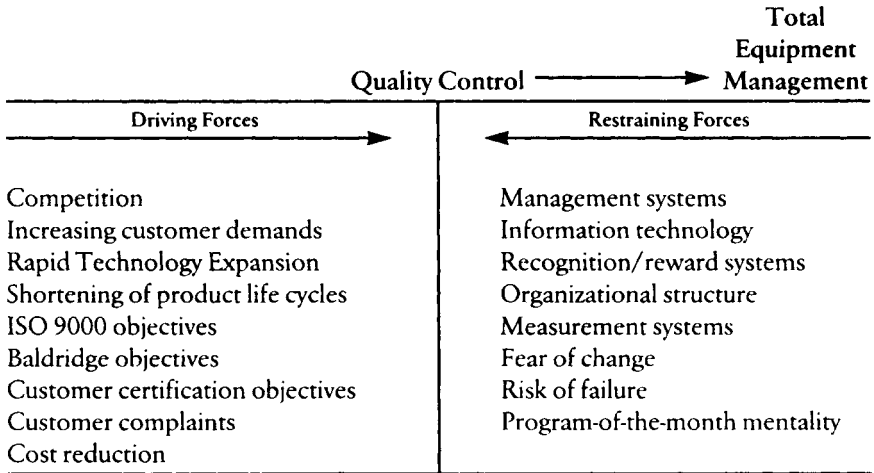 Total
Equipment
Quality Control Management
Driving Forces Restraining Forces
Competition Management systems
Increasing customer demands Information technology
Rapid Technology Expansion Recognition/reward systems
Shortening of product life cycles Organizational structure
ISO 9000 objectives Measurement systems
Baldridge objectives Fear of change
Customer certification objectives Risk of failure
Customer complaints Program-of-the-month mentality
Cost reduction